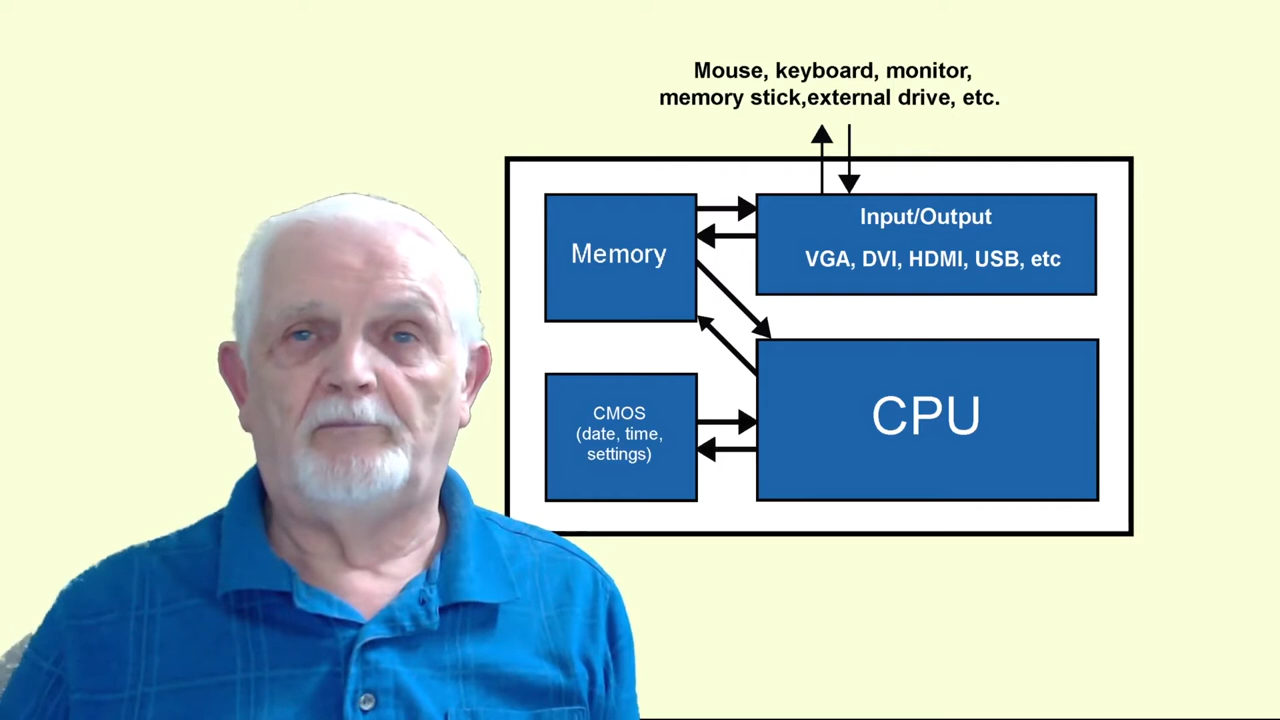 Mouse, keyboard, monitor,
memory stick,external drive, etc.
Memory
Input/Output
VGA, DVI, HDMI, USB, etc
CMOS
(date, time,
settings)
CPU